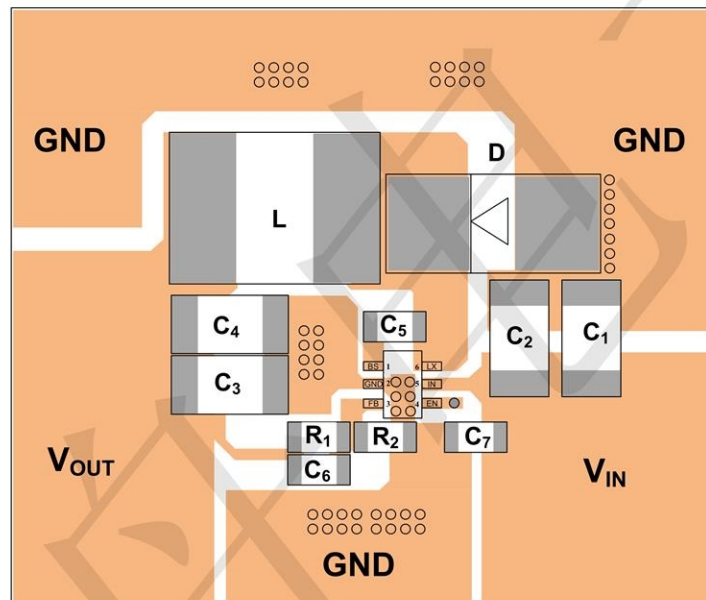 GND
GND
D
L
C4
C5
C2
C1
C3
BS 1 6 LX
GND 2 5 IN
FB 3 4 EN
R1
R2
C7
C6
VOUT
VIN
GND